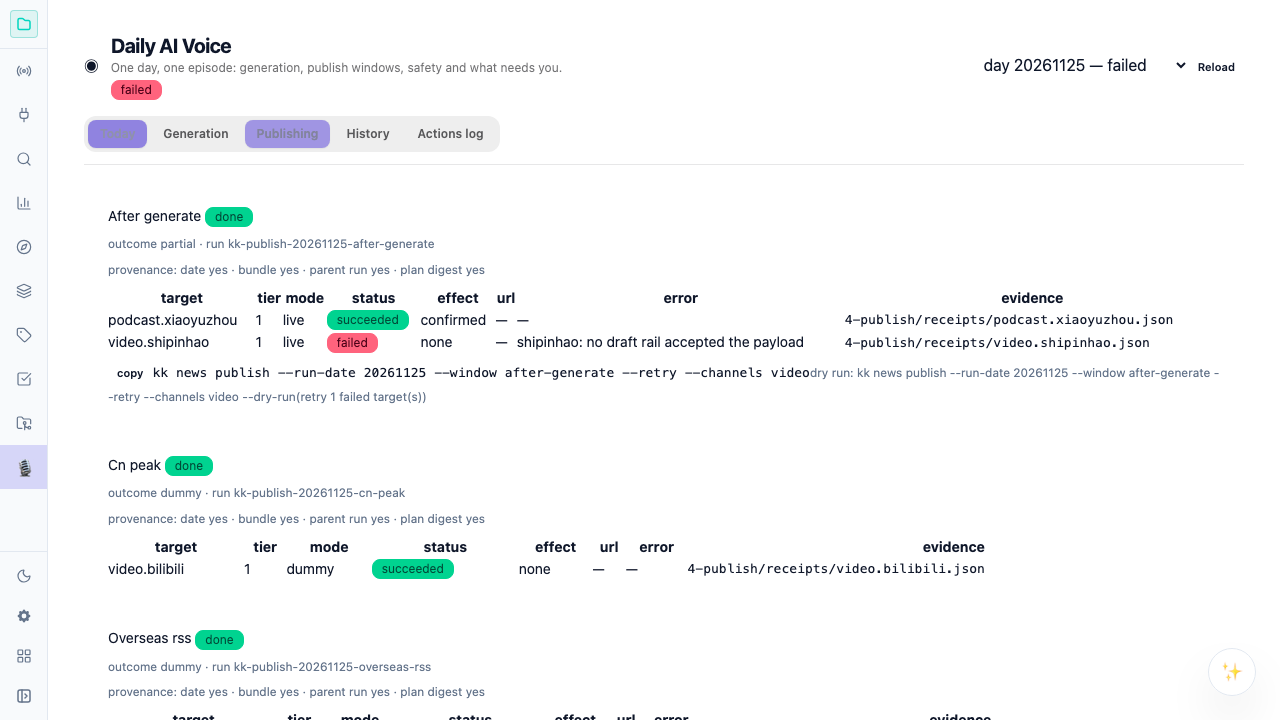 Daily AI Voice
One day, one episode: generation, publish windows, safety and what needs you.
failed
day 20261125 — failed
Reload
Generation Publishing History Actions log
After generate done
outcome partial · run kk-publish-20261125-after-generate
provenance: date yes · bundle yes · parent run yes · plan digest yes
target tier mode status effect url error evidence
podcast.xiaoyuzhou 1 live succeeded confirmed — — 4-publish/receipts/podcast.xiaoyuzhou.json
video.shipinhao 1 live failed none — shipinhao: no draft rail accepted the payload 4-publish/receipts/video.shipinhao.json
copy kk news publish --run-date 20261125 --window after-generate --retry --channels videodry run: kk news publish --run-date 20261125 --window after-generate -
-retry --channels video --dry-run(retry 1 failed target(s))
Cn peak done
outcome dummy · run kk-publish-20261125-cn-peak
provenance: date yes · bundle yes · parent run yes · plan digest yes
target tier mode status effect url error evidence
video.bilibili 1 dummy succeeded none — — 4-publish/receipts/video.bilibili.json
Overseas rss done
outcome dummy · run kk-publish-20261125-overseas-rss
provenance: date yes · bundle yes · parent run yes · plan digest yes
target tier mode status effect url error evidence